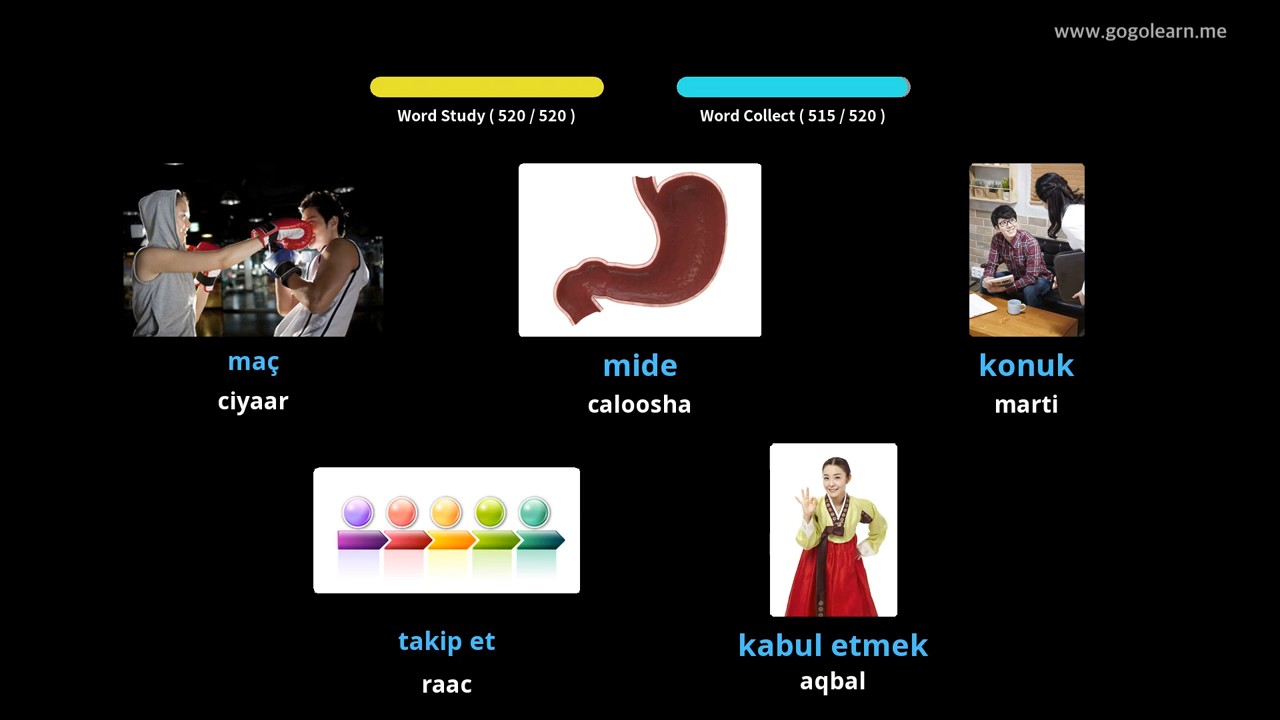 www.gogolearn.me
Word Study ( 520 / 520 )
Word Collect ( 515 / 520 )
maç
ciyaar
mide
caloosha
konuk
marti
takip et
raac
kabul etmek
aqbal